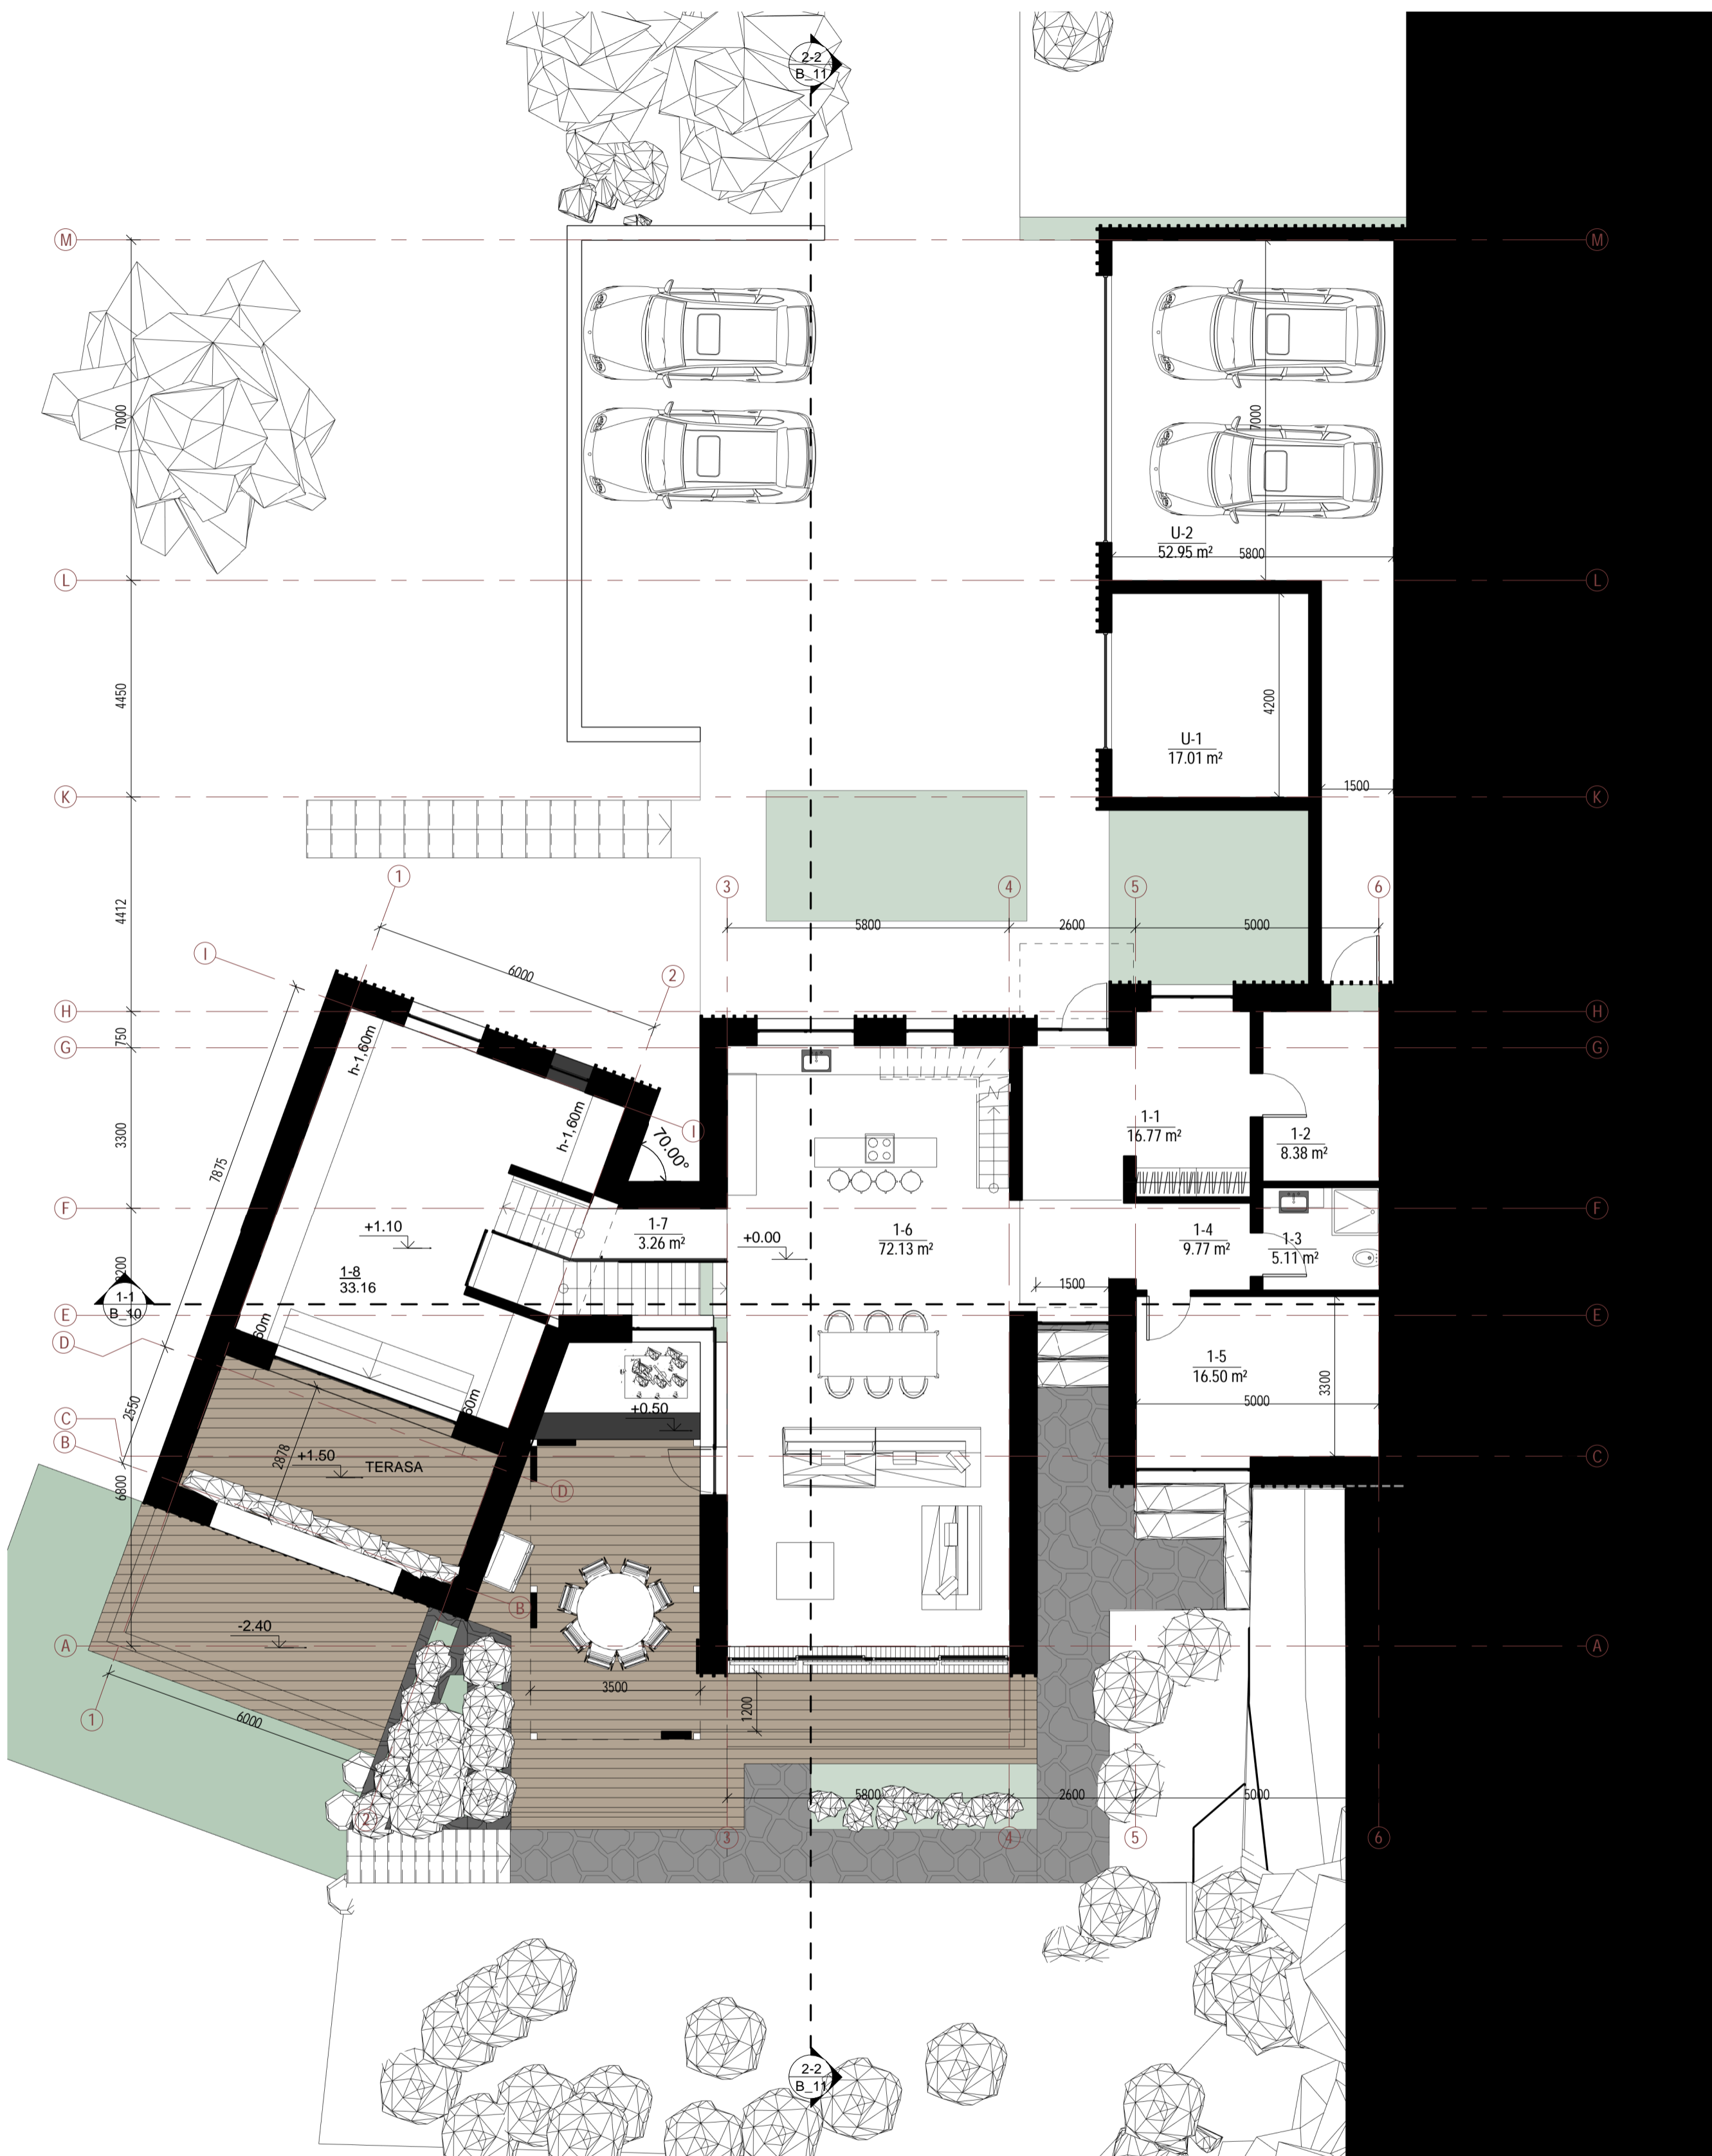 2-2
B_11
M
M
7000
7000
U-2
52.95 m²
5800
L
L
4450
4200
U-1
17.01 m²
1500
K
K
4412
1
3
4
5
6
5800
2600
5000
I
6000
2
H
H
750
G
G
h-1,60m
h-1,60m
70.00°
I
3300
7875
1-1
16.77 m²
1-2
8.38 m²
F
F
+1.10
1-7
3.26 m²
+0.00
1-6
72.13 m²
1-4
9.77 m²
1-3
5.11 m²
1-8
33.16
1500
1-1
B_10
E
E
D
60m
1-5
16.50 m²
3300
5000
2550
60m
+0.50
C
C
B
2878
+1.50
TERASA
6800
D
B
-2.40
A
A
3500
1200
1
6000
5800
2600
5000
2
3
4
5
6
2-2
B_11